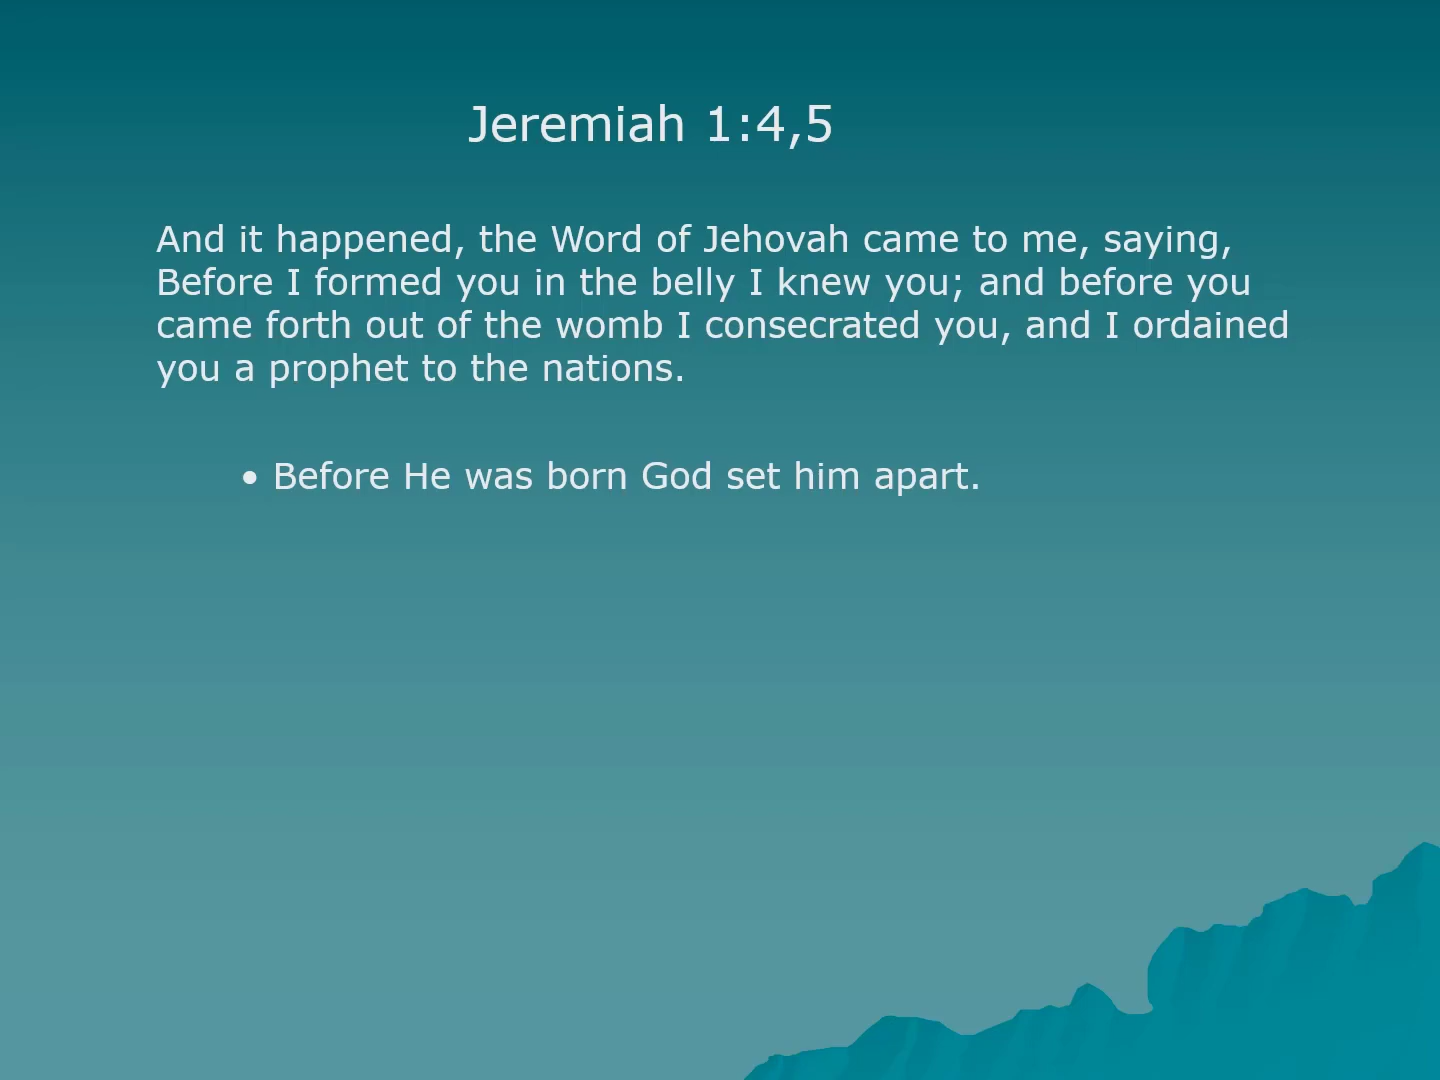 Jeremiah 1:4,5
And it happened, the Word of Jehovah came to me, saying,
Before I formed you in the belly I knew you; and before you
came forth out of the womb I consecrated you, and I ordained
you a prophet to the nations.
• Before He was born God set him apart.